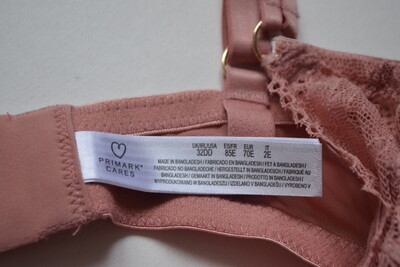 PRIMARK
CARES
UK/IRL/USA ES/FR EUR IT
32DD 85E 70E 2E
MADE IN BANGLADESH / FABRICADO EN BANGLADESH / FEY A BANGLADESH /
FABRICADO NO BANGLADECHE / HERGESTELLT IN BANGLADESH / FABRIQUÉ AU
BANGLADESH / GEMAAKT IN BANGLADESH / PRODOTTO IN BANGLADESH /
WYPRODUKOWANO W BANGLADESZU / IZDELANO V BANGLADEŠU / VYROBENO V